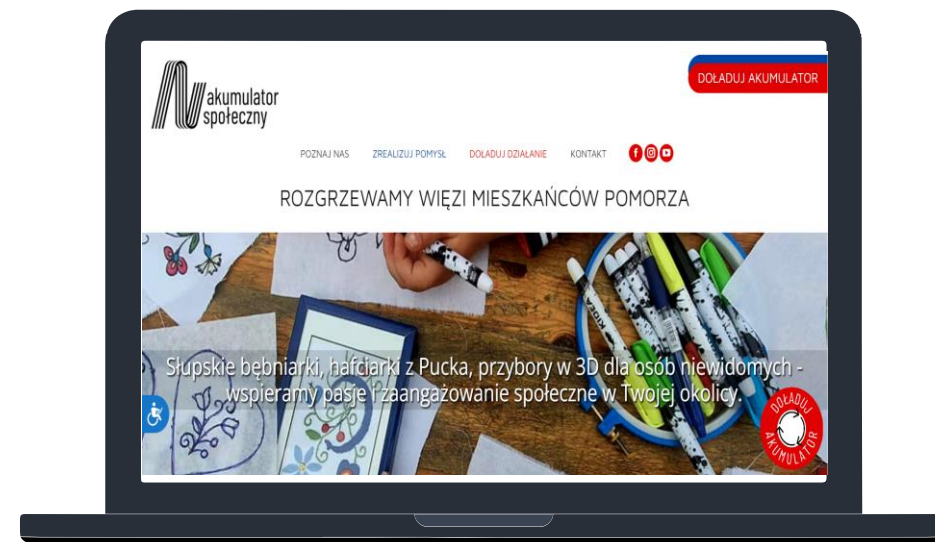 akumulator
społeczny
DOŁADUJ AKUMULATOR
POZNAJ NAS ZREALIZUJ POMYSŁ DOŁADUJ DZIAŁANIE KONTAKT
ROZGRZEWAMY WIĘZI MIESZKAŃCÓW POMORZA
Słupskie bębniarki, hafciarki z Pucka, przybory w 3D dla osób niewidomych -
wspieramy pasje i zaangażowanie społeczne w Twojej okolicy.
DOŁADUJ
AKUMULATOR